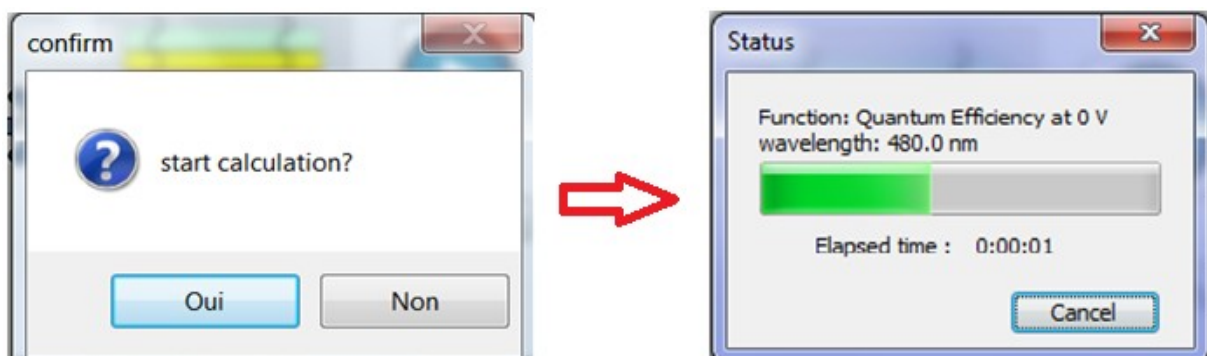 confirm
start calculation?
Oui
Non
Status
Function: Quantum Efficiency at 0 V
wavelength: 480.0 nm
Elapsed time : 0:00:01
Cancel